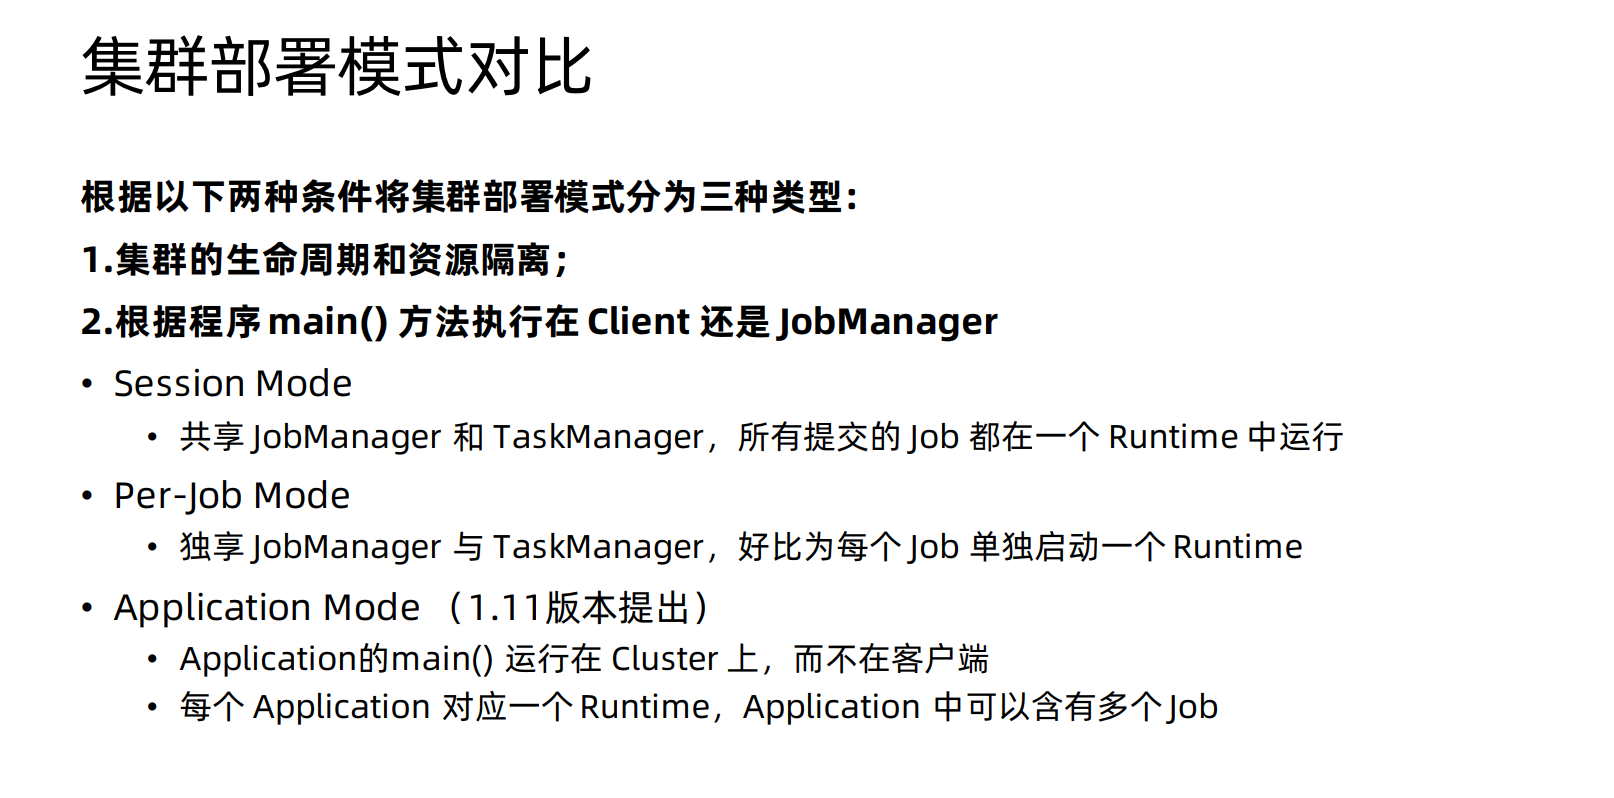 集群部署模式对比
根据以下两种条件将集群部署模式分为三种类型：
1.集群的生命周期和资源隔离；
2.根据程序 main() 方法执行在 Client 还是 JobManager
• Session Mode
• 共享 JobManager 和 TaskManager，所有提交的 Job 都在一个 Runtime 中运行
• Per-Job Mode
• 独享 JobManager 与 TaskManager，好比为每个 Job 单独启动一个 Runtime
• Application Mode （1.11版本提出）
• Application的main() 运行在 Cluster 上，而不在客户端
• 每个 Application 对应一个 Runtime，Application 中可以含有多个 Job